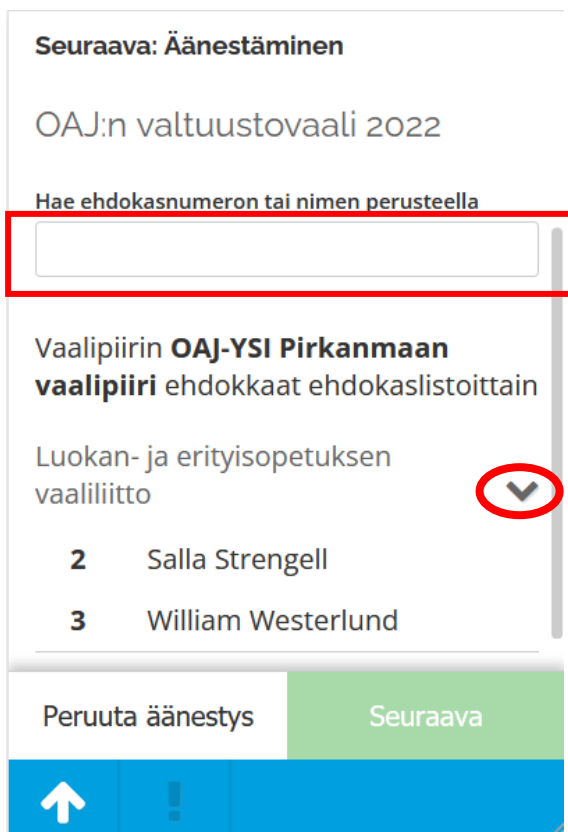 Seuraava: Äänestäminen
OAJ:n valtuustovaali 2022
Hae ehdokasnumeron tai nimen perusteella
Vaalipiirin OAJ-YSI Pirkanmaan
vaalipiiri ehdokkaat ehdokaslistoittain
Luokan- ja erityisopetuksen
vaaliliitto
2 Salla Strengell
3 William Westerlund
Peruuta äänestys Seuraava
!